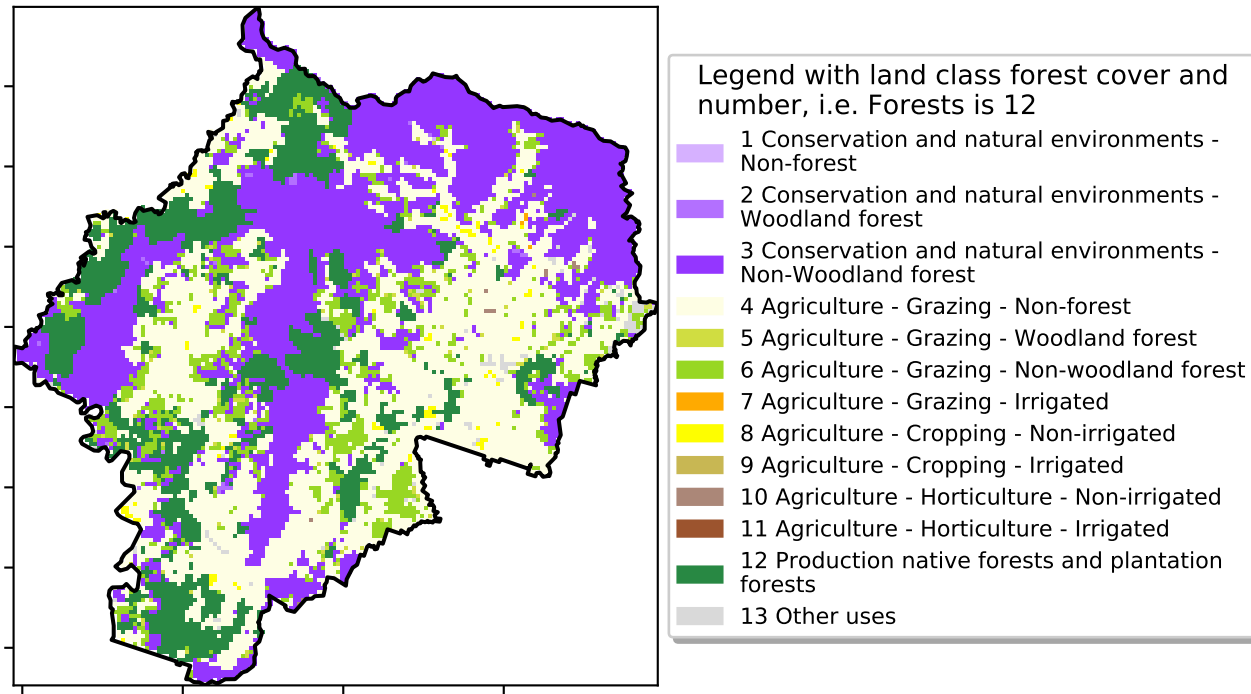 Legend with land class forest cover and
number, i.e. Forests is 12
1 Conservation and natural environments -
Non-forest
2 Conservation and natural environments -
Woodland forest
3 Conservation and natural environments -
Non-Woodland forest
4 Agriculture - Grazing - Non-forest
5 Agriculture - Grazing - Woodland forest
6 Agriculture - Grazing - Non-woodland forest
7 Agriculture - Grazing - Irrigated
8 Agriculture - Cropping - Non-irrigated
9 Agriculture - Cropping - Irrigated
10 Agriculture - Horticulture - Non-irrigated
11 Agriculture - Horticulture - Irrigated
12 Production native forests and plantation
forests
13 Other uses